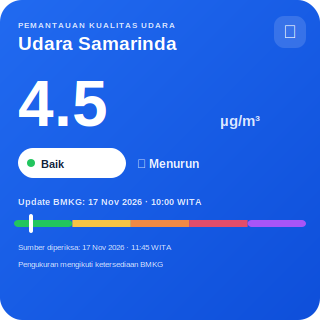 PEMANTAUAN KUALITAS UDARA
Udara Samarinda
4.5
µg/m³
Baik
Menurun
Update BMKG: 17 Nov 2026 · 10:00 WITA
Sumber diperiksa: 17 Nov 2026 · 11:45 WITA
Pengukuran mengikuti ketersediaan BMKG